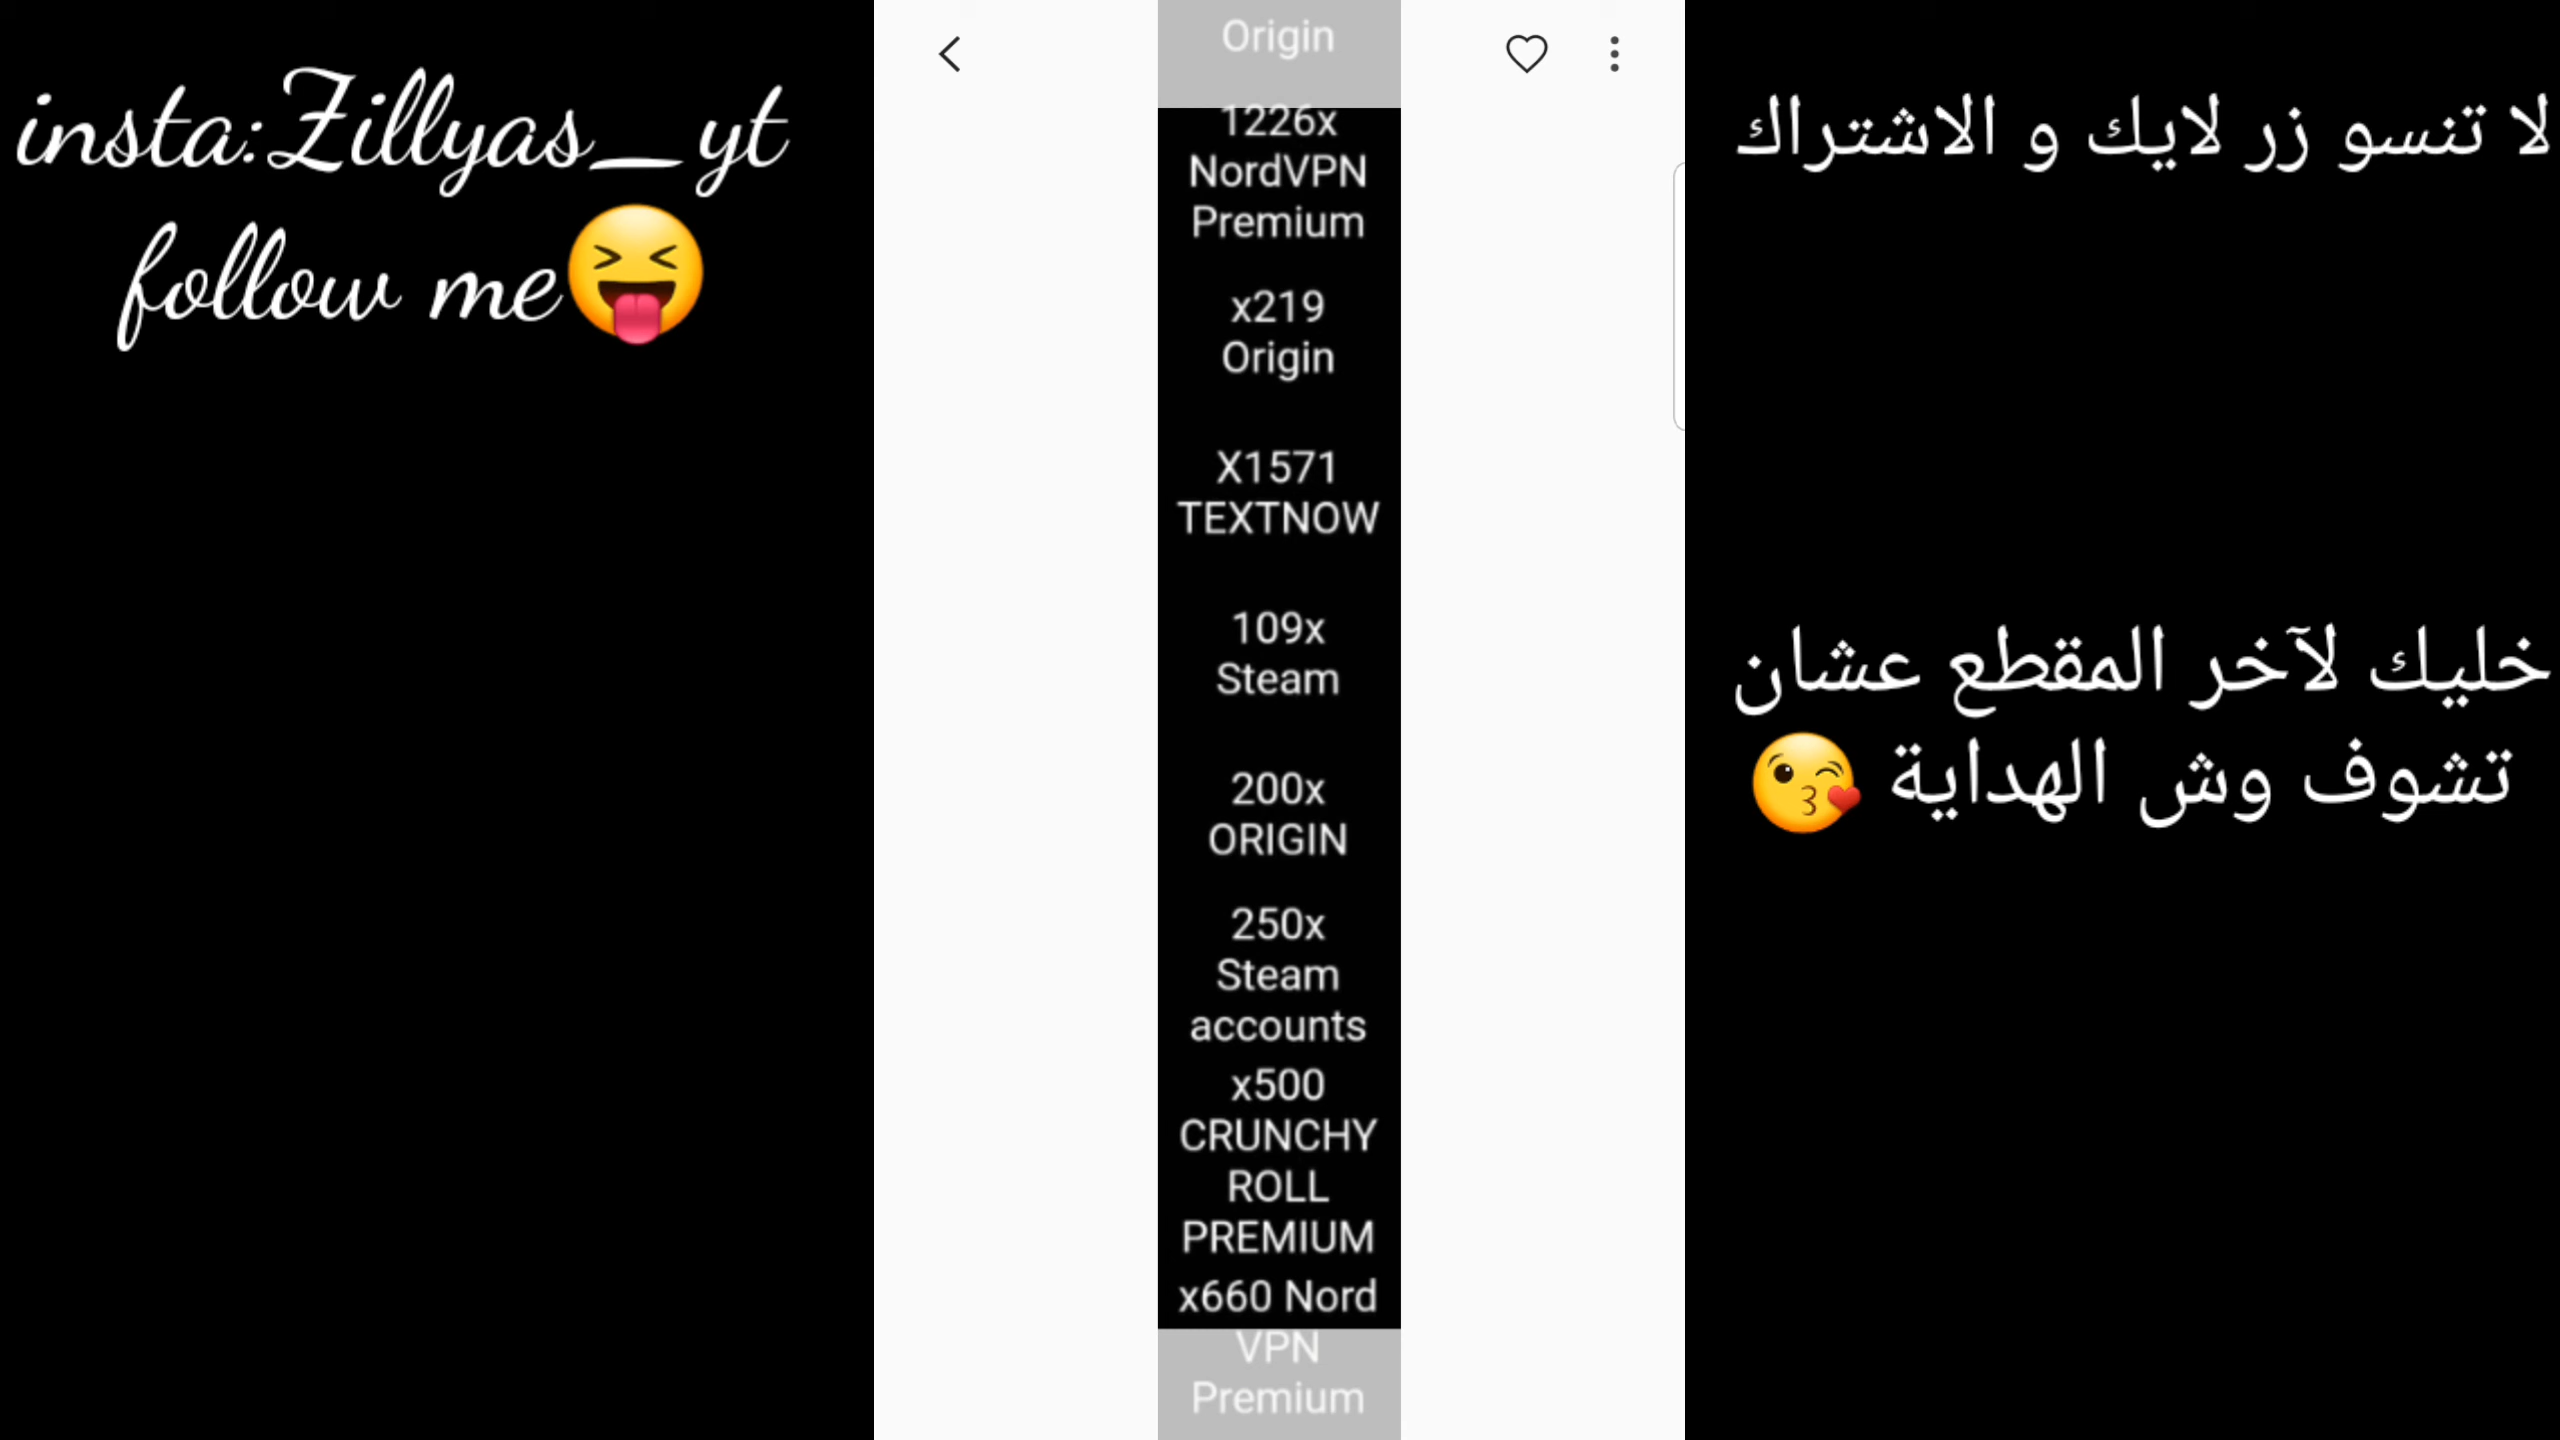 insta:Zillyas_yt
follow me😝
Origin
1226x
NordVPN
Premium
x219
Origin
X1571
TEXTNOW
109x
Steam
200x
ORIGIN
250x
Steam
accounts
x500
CRUNCHY
ROLL
PREMIUM
x660 Nord
VPN
Premium
لا تنسو زر لايك و الاشتراك
خليك لآخر المقطع عشان
تشوف وش الهداية 😘